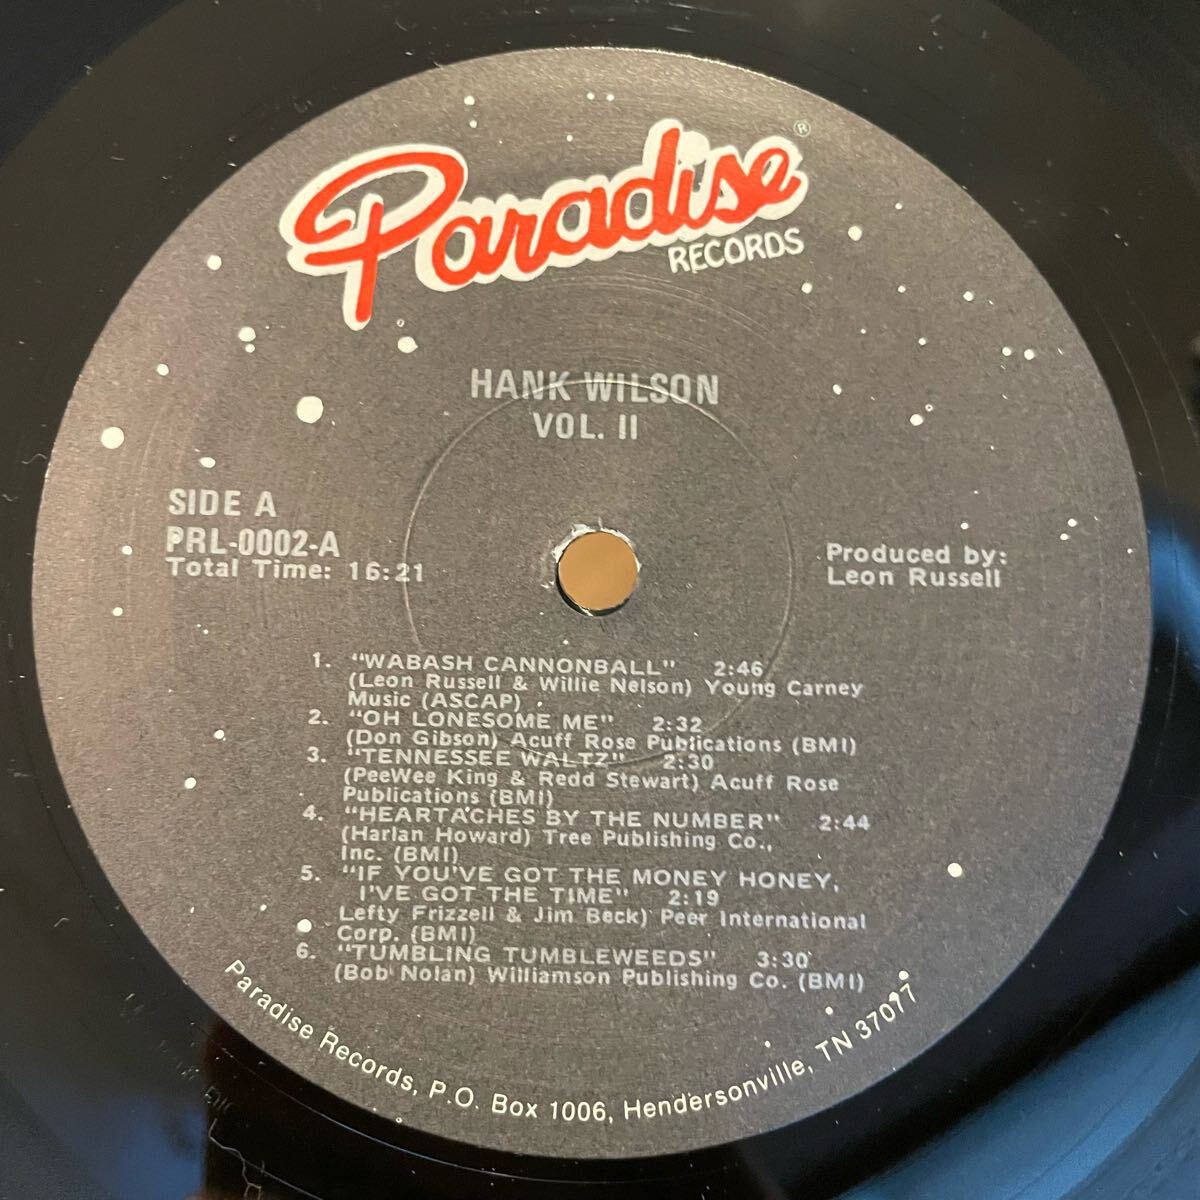 Paradise ®
RECORDS
HANK WILSON
VOL. II
SIDE A
PRL-0002-A
Total Time: 16:21
Produced by:
Leon Russell
1. "WABASH CANNONBALL" 2:46
(Leon Russell & Willie Nelson) Young Carney
Music (ASCAP)
2. "OH LONESOME ME" 2:32
(Don Gibson) Acuff Rose Publications (BMI)
3. "TENNESSEE WALTZ" 2:30
(PeeWee King & Redd Stewart) Acuff Rose
Publications (BMI)
4. "HEARTACHES BY THE NUMBER" 2:44
(Harlan Howard) Tree Publishing Co.,
Inc. (BMI)
5. "IF YOU'VE GOT THE MONEY HONEY,
I'VE GOT THE TIME" 2:19
Lefty Frizzell & Jim Beck) Peer International
Corp. (BMI)
6. "TUMBLING TUMBLEWEEDS" 3:30
(Bob Nolan) Williamson Publishing Co. (BMI)
Paradise Records, P.O. Box 1006, Hendersonville, TN 37077